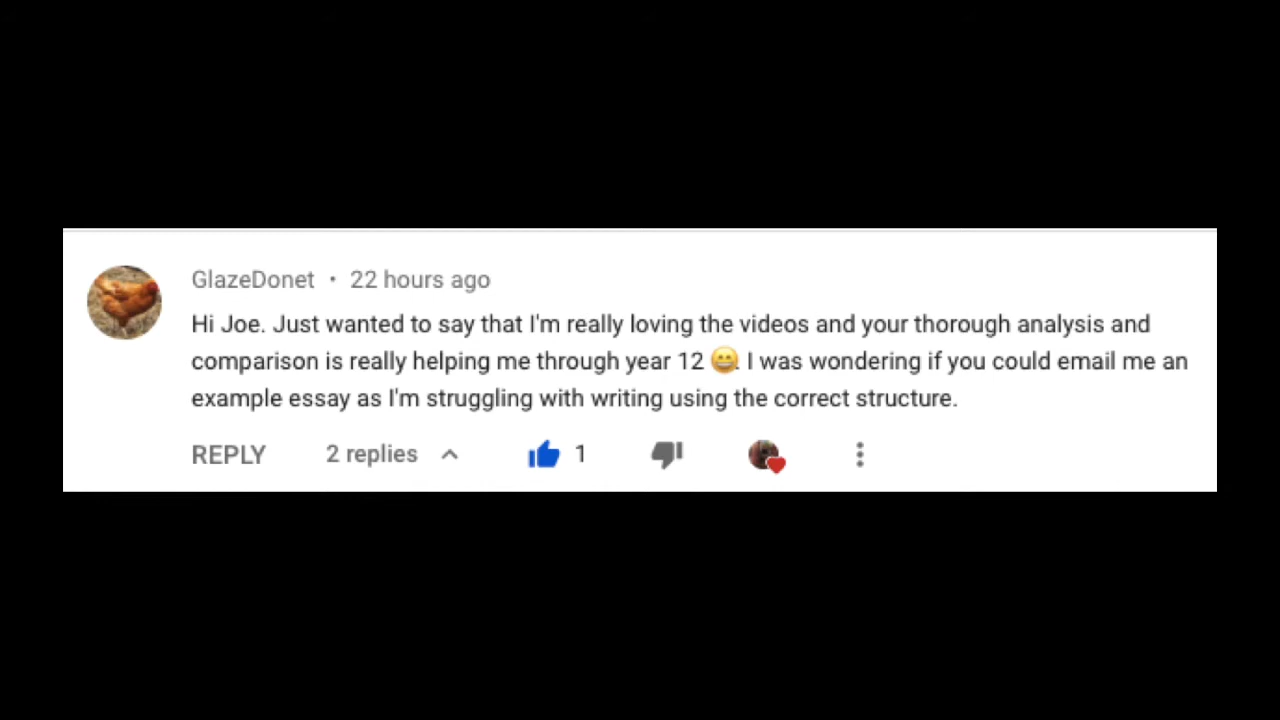 GlazeDonet • 22 hours ago
Hi Joe. Just wanted to say that I'm really loving the videos and your thorough analysis and
comparison is really helping me through year 12 😁. I was wondering if you could email me an
example essay as I'm struggling with writing using the correct structure.
REPLY 2 replies 1